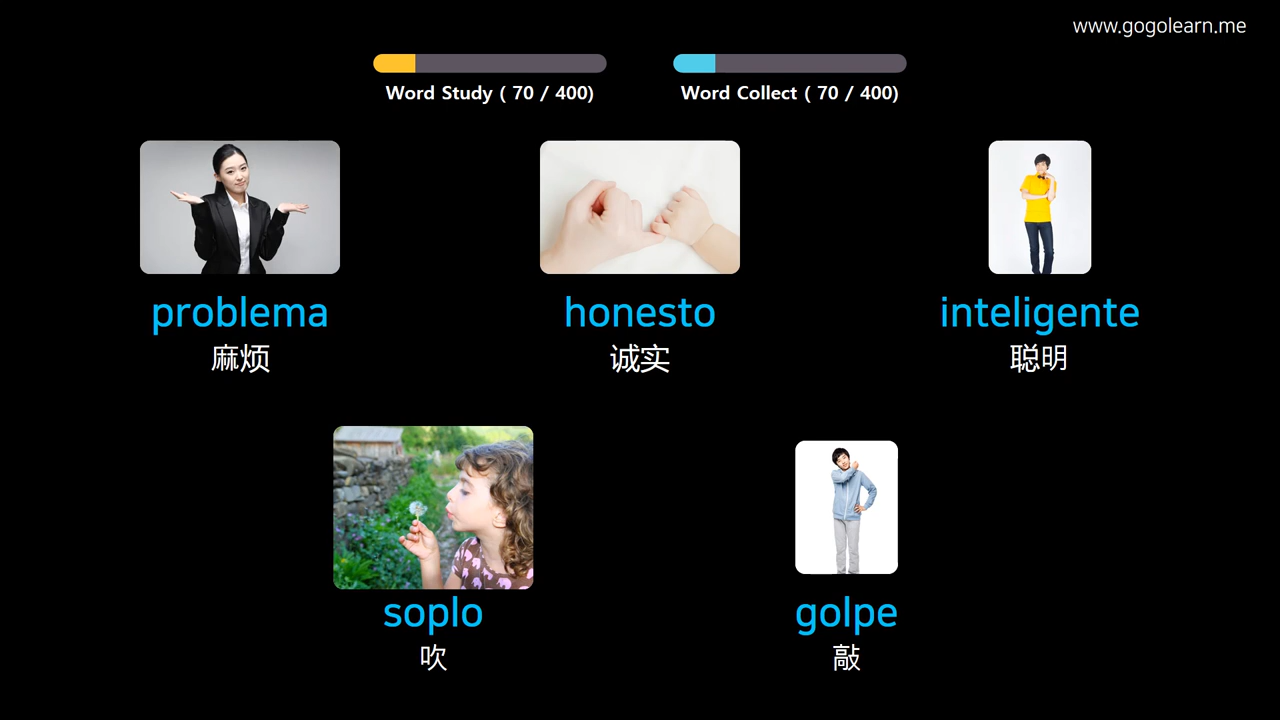 www.gogolearn.me
Word Study ( 70 / 400)
Word Collect ( 70 / 400)
problema
麻烦
honesto
诚实
inteligente
聪明
soplo
吹
golpe
敲